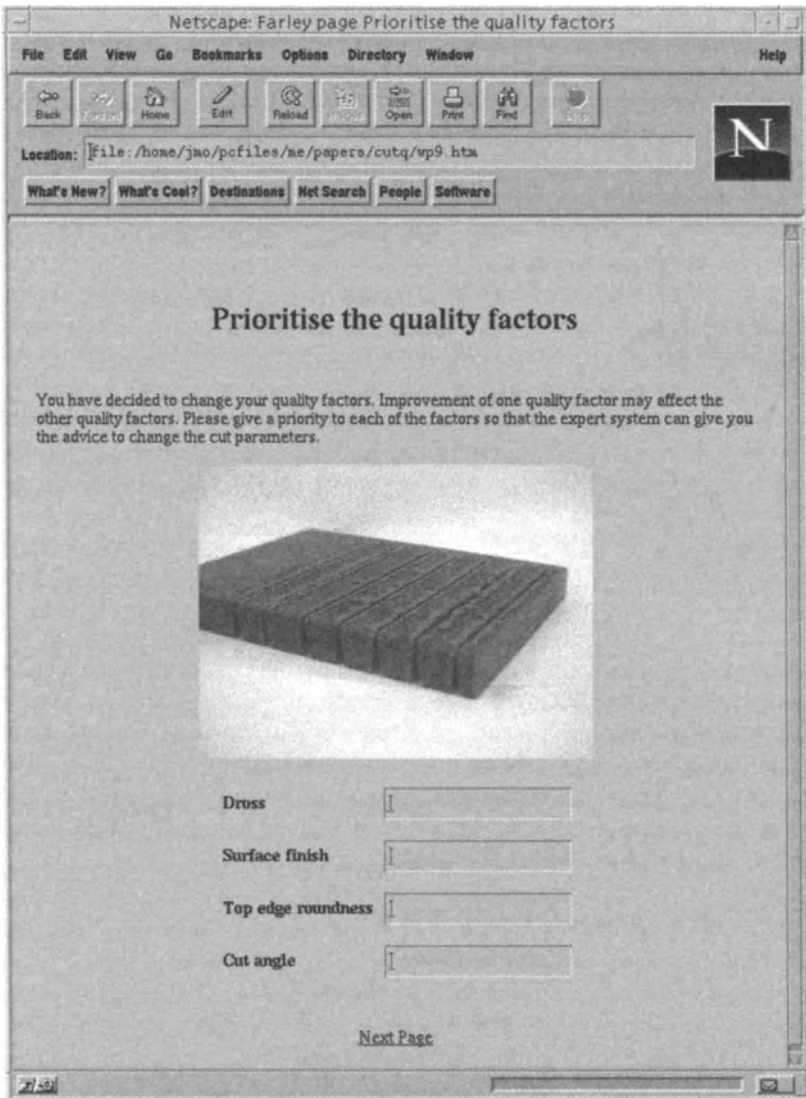 Netscape: Farley page Prioritise the quality factors
File Edit View Go Bookmarks Options Directory Window Help
Back Forward Home Edit Reload Images Open Print Find Stop
Location: file:/home/jmo/pcfiles/me/papers/cutq/wp9.htm
N
What's New? What's Cool? Destinations Net Search People Software
Prioritise the quality factors
You have decided to change your quality factors. Improvement of one quality factor may affect the
other quality factors. Please give a priority to each of the factors so that the expert system can give you
the advice to change the cut parameters.
Dross
Surface finish
Top edge roundness
Cut angle
Next Page